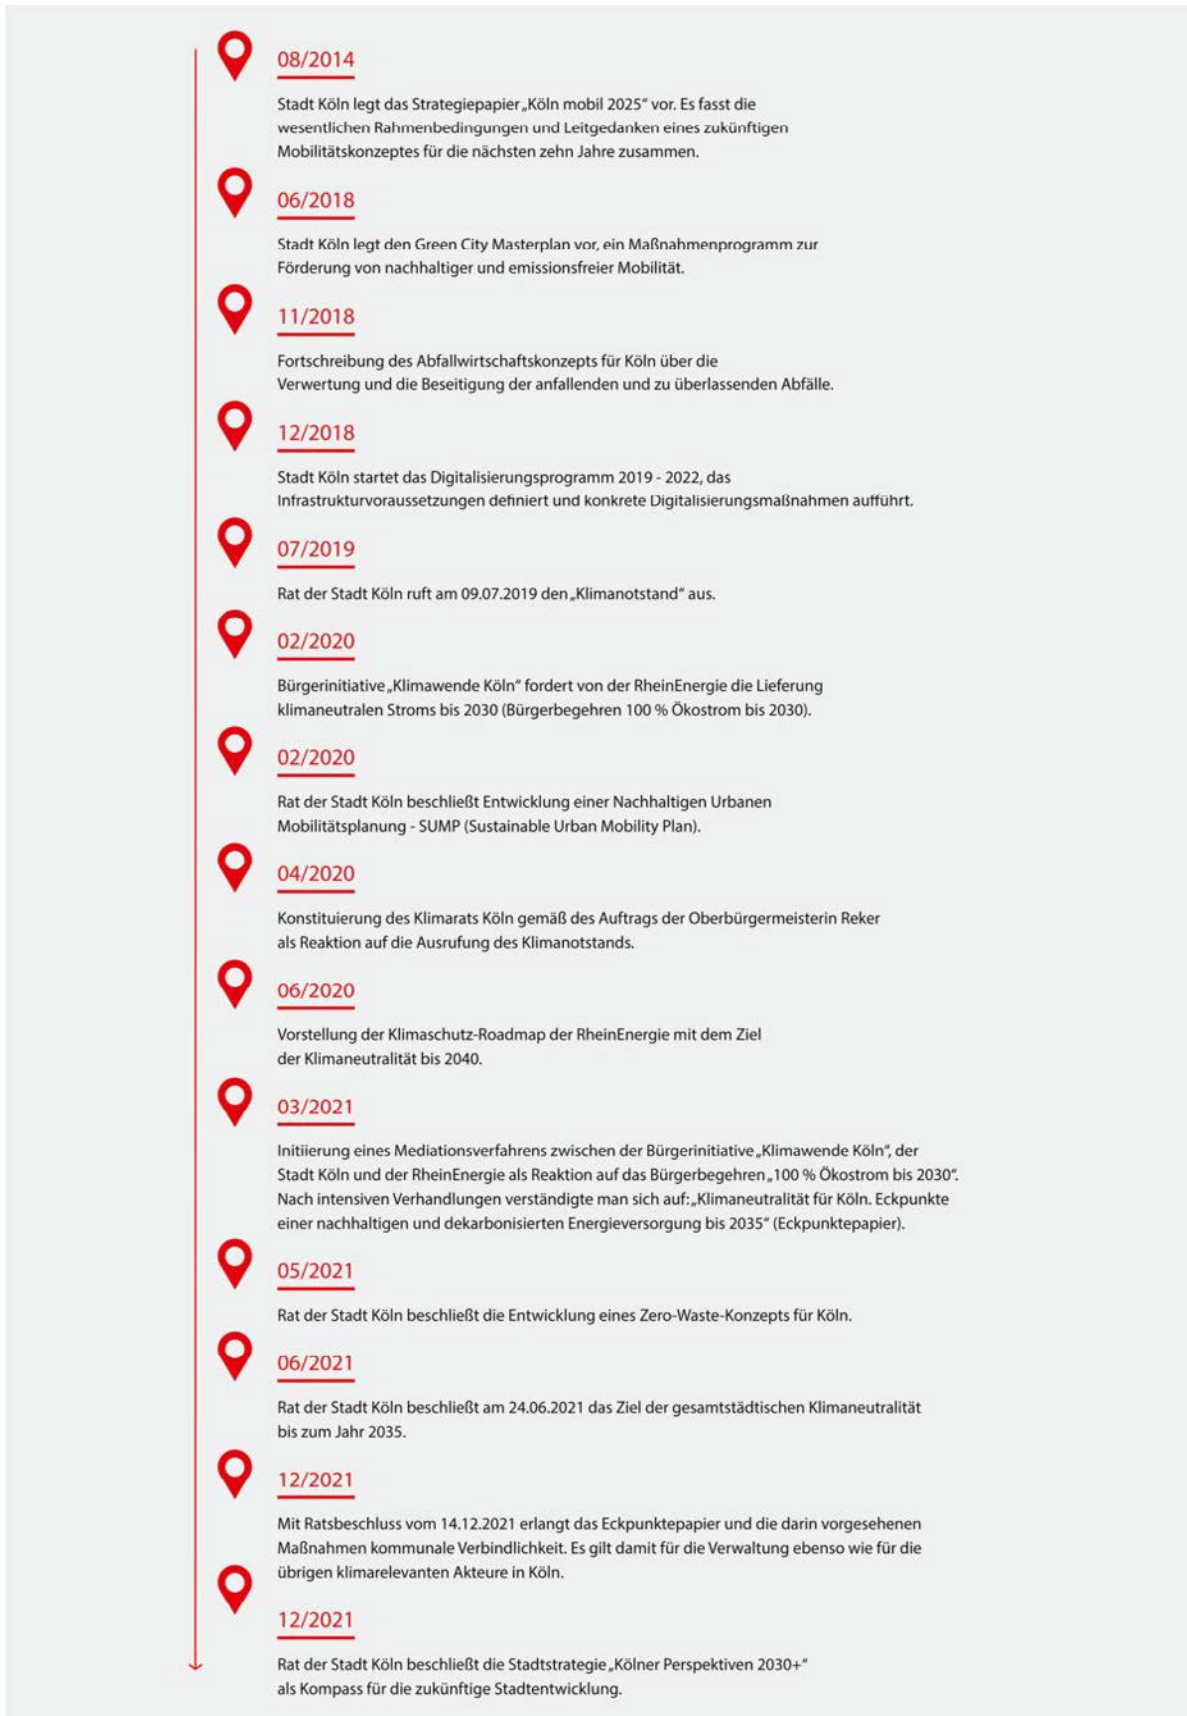 08/2014
Stadt Köln legt das Strategiepapier „Köln mobil 2025“ vor. Es fasst die
wesentlichen Rahmenbedingungen und Leitgedanken eines zukünftigen
Mobilitätskonzeptes für die nächsten zehn Jahre zusammen.
06/2018
Stadt Köln legt den Green City Masterplan vor, ein Maßnahmenprogramm zur
Förderung von nachhaltiger und emissionsfreier Mobilität.
11/2018
Fortschreibung des Abfallwirtschaftskonzepts für Köln über die
Verwertung und die Beseitigung der anfallenden und zu überlassenden Abfälle.
12/2018
Stadt Köln startet das Digitalisierungsprogramm 2019 - 2022, das
Infrastrukturvoraussetzungen definiert und konkrete Digitalisierungsmaßnahmen aufführt.
07/2019
Rat der Stadt Köln ruft am 09.07.2019 den „Klimanotstand“ aus.
02/2020
Bürgerinitiative „Klimawende Köln“ fordert von der RheinEnergie die Lieferung
klimaneutralen Stroms bis 2030 (Bürgerbegehren 100 % Ökostrom bis 2030).
02/2020
Rat der Stadt Köln beschließt Entwicklung einer Nachhaltigen Urbanen
Mobilitätsplanung - SUMP (Sustainable Urban Mobility Plan).
04/2020
Konstituierung des Klimarats Köln gemäß des Auftrags der Oberbürgermeisterin Reker
als Reaktion auf die Ausrufung des Klimanotstands.
06/2020
Vorstellung der Klimaschutz-Roadmap der RheinEnergie mit dem Ziel
der Klimaneutralität bis 2040.
03/2021
Initiierung eines Mediationsverfahrens zwischen der Bürgerinitiative „Klimawende Köln“, der
Stadt Köln und der RheinEnergie als Reaktion auf das Bürgerbegehren „100 % Ökostrom bis 2030“.
Nach intensiven Verhandlungen verständigte man sich auf: „Klimaneutralität für Köln. Eckpunkte
einer nachhaltigen und dekarbonisierten Energieversorgung bis 2035“ (Eckpunktepapier).
05/2021
Rat der Stadt Köln beschließt die Entwicklung eines Zero-Waste-Konzepts für Köln.
06/2021
Rat der Stadt Köln beschließt am 24.06.2021 das Ziel der gesamtstädtischen Klimaneutralität
bis zum Jahr 2035.
12/2021
Mit Ratsbeschluss vom 14.12.2021 erlangt das Eckpunktepapier und die darin vorgesehenen
Maßnahmen kommunale Verbindlichkeit. Es gilt damit für die Verwaltung ebenso wie für die
übrigen klimarelevanten Akteure in Köln.
12/2021
Rat der Stadt Köln beschließt die Stadtstrategie „Kölner Perspektiven 2030+“
als Kompass für die zukünftige Stadtentwicklung.